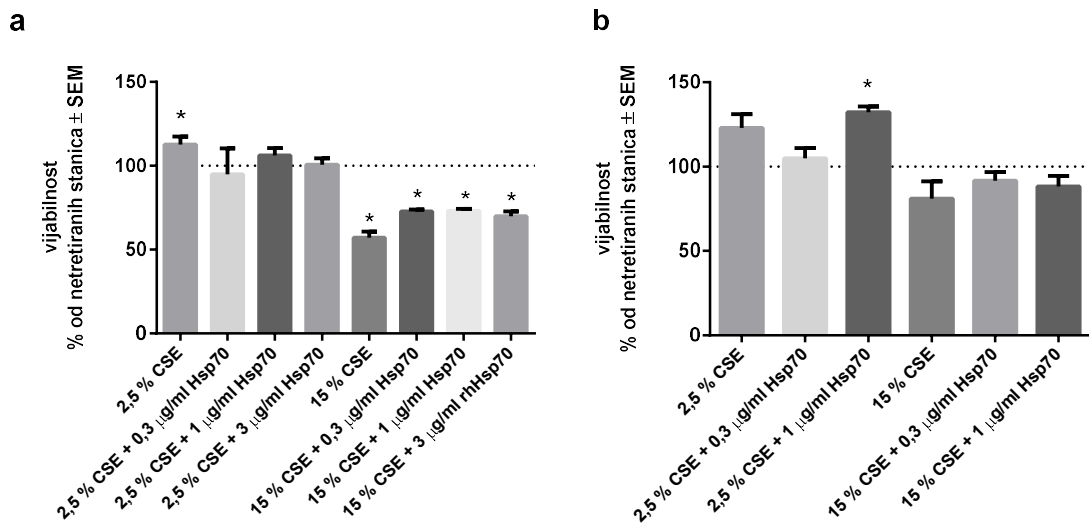 a
vijabilnost
% od netretiranih stanica ± SEM
150
100
50
0
*
*
*
*
*
2,5 % CSE
2,5 % CSE + 0,3 μg/ml Hsp70
2,5 % CSE + 1 μg/ml Hsp70
2,5 % CSE + 3 μg/ml Hsp70
15 % CSE
15 % CSE + 0,3 μg/ml Hsp70
15 % CSE + 1 μg/ml Hsp70
15 % CSE + 3 μg/ml rhHsp70
b
vijabilnost
% od netretiranih stanica ± SEM
150
100
50
0
*
2,5 % CSE
2,5 % CSE + 0,3 μg/ml Hsp70
2,5 % CSE + 1 μg/ml Hsp70
15 % CSE
15 % CSE + 0,3 μg/ml Hsp70
15 % CSE + 1 μg/ml Hsp70